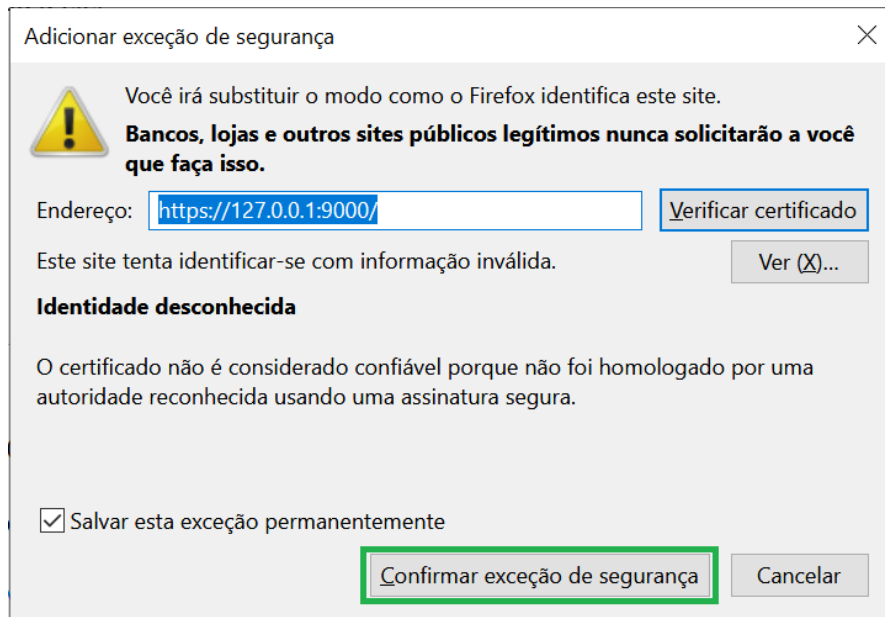 Adicionar exceção de segurança
Você irá substituir o modo como o Firefox identifica este site.
Bancos, lojas e outros sites públicos legítimos nunca solicitarão a você
que faça isso.
Endereço: https://127.0.0.1:9000/ Verificar certificado
Este site tenta identificar-se com informação inválida. Ver (X)...
Identidade desconhecida
O certificado não é considerado confiável porque não foi homologado por uma
autoridade reconhecida usando uma assinatura segura.
Salvar esta exceção permanentemente
Confirmar exceção de segurança Cancelar